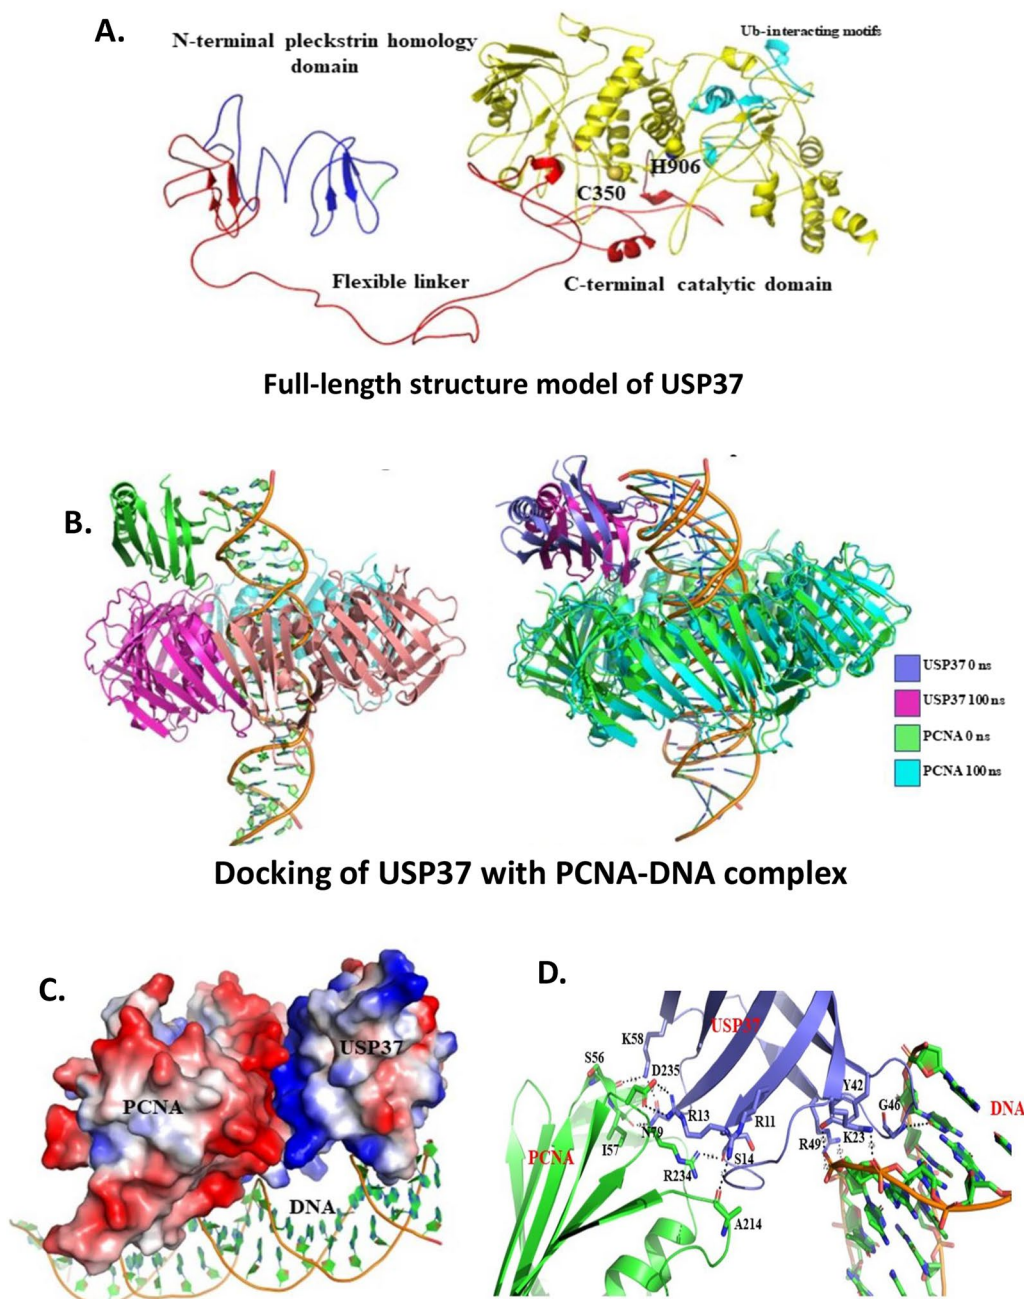 A.
N-terminal pleckstrin homology
domain
Ub-interacting motifs
H906
C350
Flexible linker
C-terminal catalytic domain
Full-length structure model of USP37
B.
USP37 0 ns
USP37 100 ns
PCNA 0 ns
PCNA 100 ns
Docking of USP37 with PCNA-DNA complex
C.
PCNA
USP37
DNA
D.
USP37
K58
S56
D235
R13
R11
Y42
G46
DNA
N79
I57
PCNA
R234
S14
R49
K23
A214